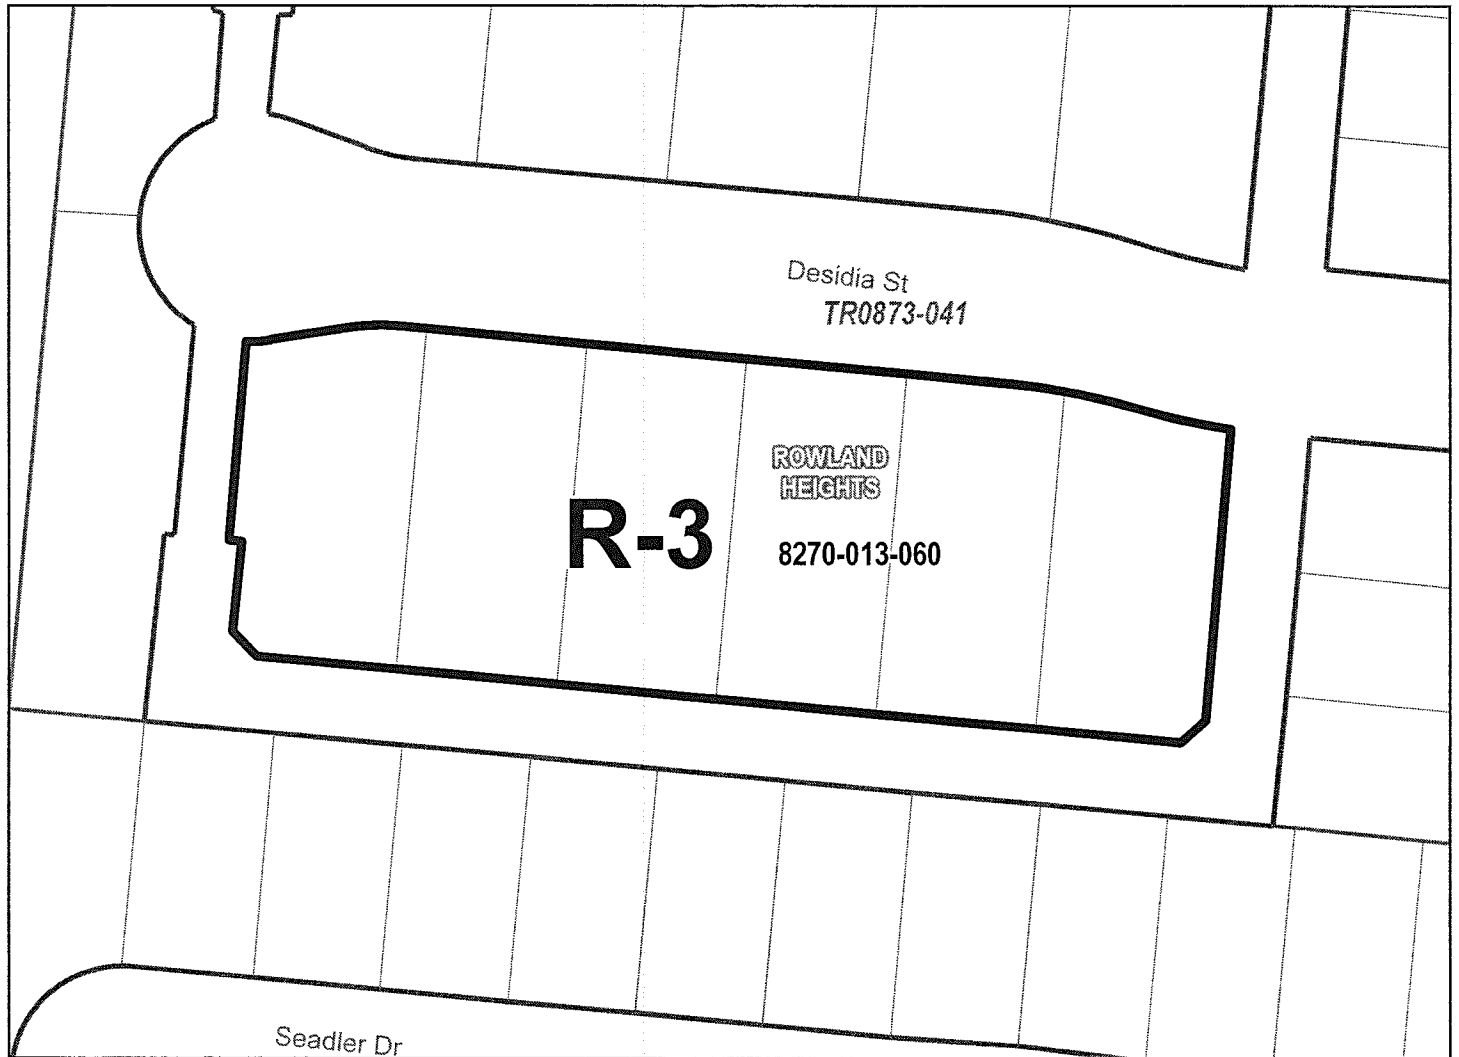 Desidia St
TR0873-041
ROWLAND
HEIGHTS
R-3
8270-013-060
Seadler Dr